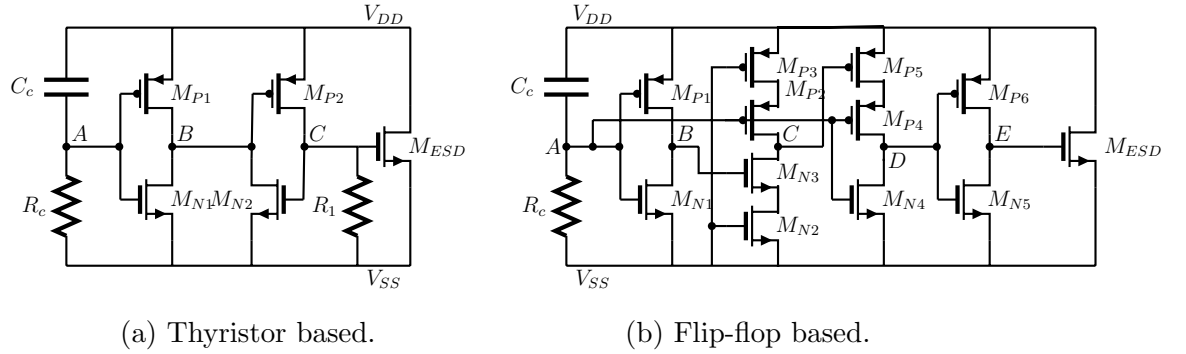 V_DD
C_c
M_P1
M_P2
A
B
C
M_ESD
R_c
M_N1
M_N2
R_1
V_SS
(a) Thyristor based.
V_DD
C_c
M_P3
M_P5
M_P1
M_P2
M_P6
M_P4
A
B
C
D
E
M_ESD
M_N3
R_c
M_N1
M_N4
M_N5
M_N2
V_SS
(b) Flip-flop based.